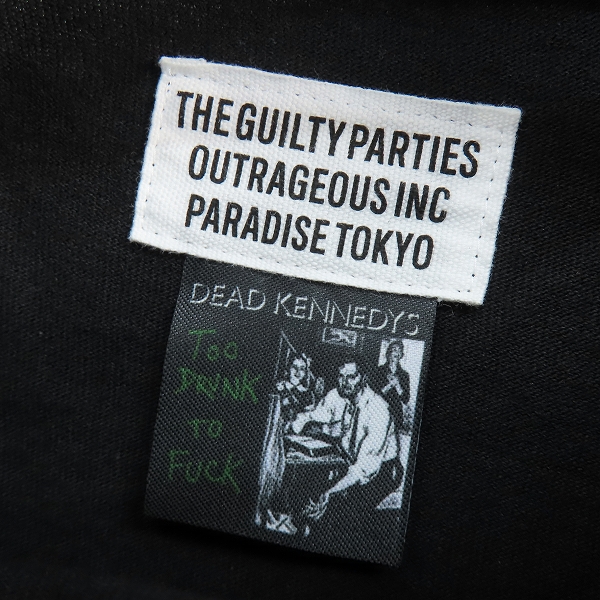 THE GUILTY PARTIES
OUTRAGEOUS INC
PARADISE TOKYO
DEAD KENNEDYS
TOO
DRUNK
TO
FUCK